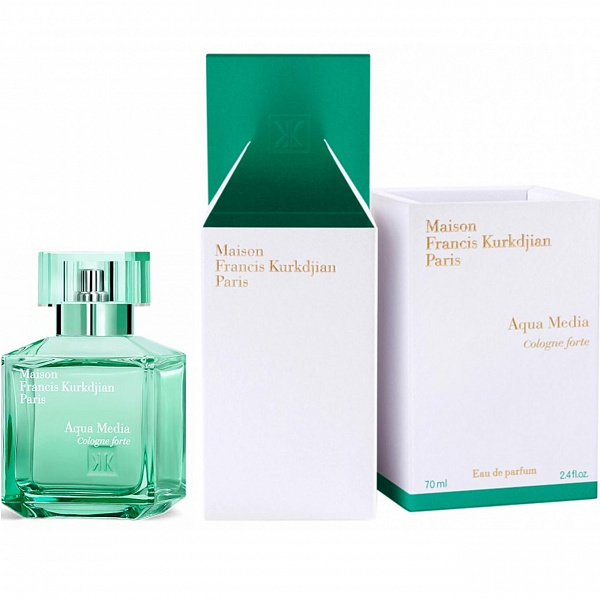 Maison
Francis Kurkdjian
Paris
Aqua Media
Cologne forte
Maison
Francis Kurkdjian
Paris
Maison
Francis Kurkdjian
Paris
Aqua Media
Cologne forte
Eau de parfum
70 ml
2.4 fl.oz.